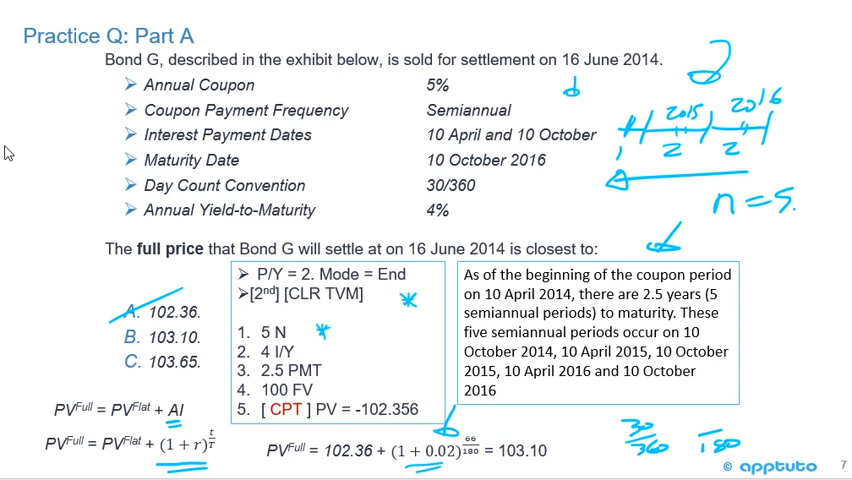 Practice Q: Part A
Bond G, described in the exhibit below, is sold for settlement on 16 June 2014.
➢ Annual Coupon 5%
➢ Coupon Payment Frequency Semiannual
➢ Interest Payment Dates 10 April and 10 October
➢ Maturity Date 10 October 2016
➢ Day Count Convention 30/360
➢ Annual Yield-to-Maturity 4%
2015 2016
2 2
n = 5.
The full price that Bond G will settle at on 16 June 2014 is closest to:
A. 102.36.
B. 103.10.
C. 103.65.
➢ P/Y = 2. Mode = End
➢[2nd] [CLR TVM]
1. 5 N
2. 4 I/Y
3. 2.5 PMT
4. 100 FV
5. [ CPT ] PV = -102.356
As of the beginning of the coupon period
on 10 April 2014, there are 2.5 years (5
semiannual periods) to maturity. These
five semiannual periods occur on 10
October 2014, 10 April 2015, 10 October
2015, 10 April 2016 and 10 October
2016
PV^Full = PV^Flat + AI
PV^Full = PV^Flat + (1 + r)^(t/T)
PV^Full = 102.36 + (1 + 0.02)^(66/180) = 103.10
30/360 180
© apptuto 7